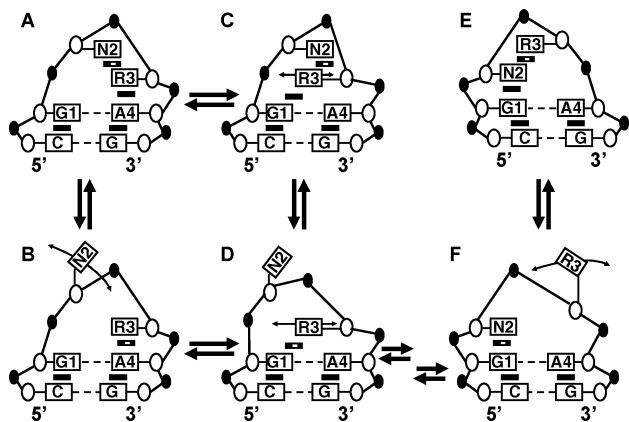 A C E
N2 N2 R3
R3 R3 N2
G1 A4 G1 A4 G1 A4
C G C G C G
5’ 3’ 5’ 3’ 5’ 3’
B D F
N2 N2 R3
R3 R3 N2
G1 A4 G1 A4 G1 A4
C G C G C G
5’ 3’ 5’ 3’ 5’ 3’